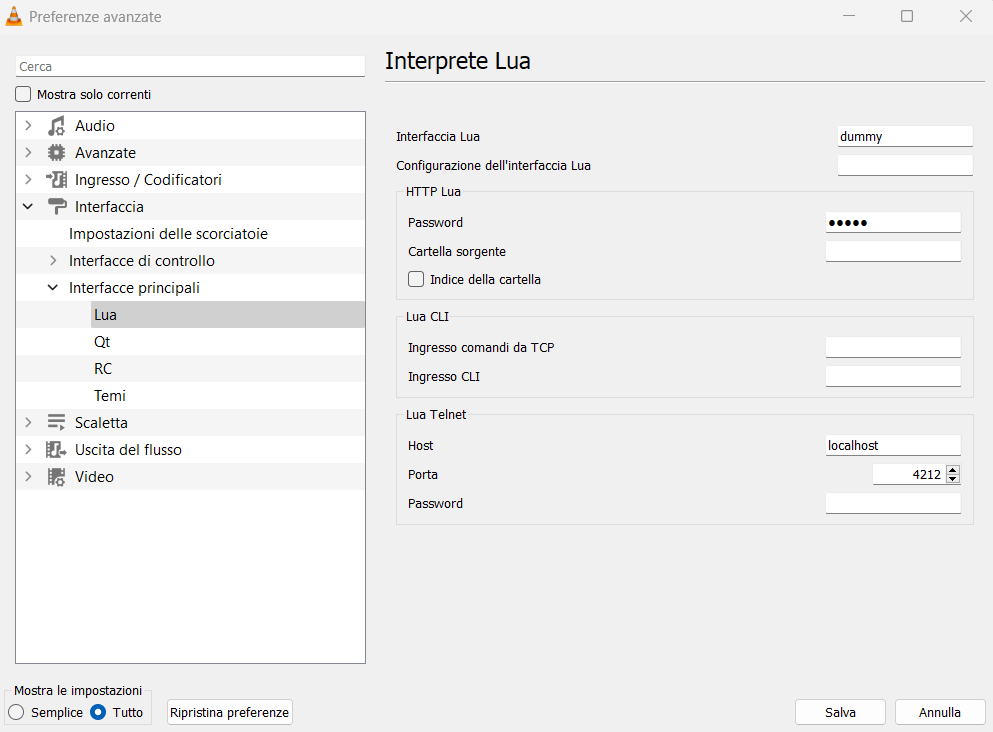 Preferenze avanzate
Cerca
Mostra solo correnti
Audio
Avanzate
Ingresso / Codificatori
Interfaccia
Impostazioni delle scorciatoie
Interfacce di controllo
Interfacce principali
Lua
Qt
RC
Temi
Scaletta
Uscita del flusso
Video
Interprete Lua
Interfaccia Lua dummy
Configurazione dell'interfaccia Lua
HTTP Lua
Password ●●●●●
Cartella sorgente
Indice della cartella
Lua CLI
Ingresso comandi da TCP
Ingresso CLI
Lua Telnet
Host localhost
Porta 4212
Password
Mostra le impostazioni
Semplice Tutto Ripristina preferenze Salva Annulla